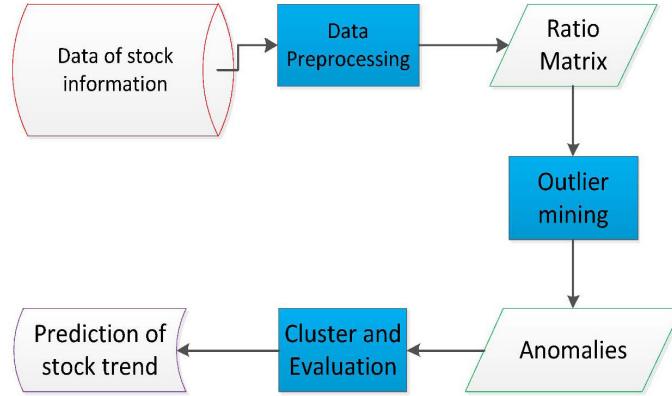 Data of stock
information
Data
Preprocessing
Ratio
Matrix
Outlier
mining
Anomalies
Cluster and
Evaluation
Prediction of
stock trend